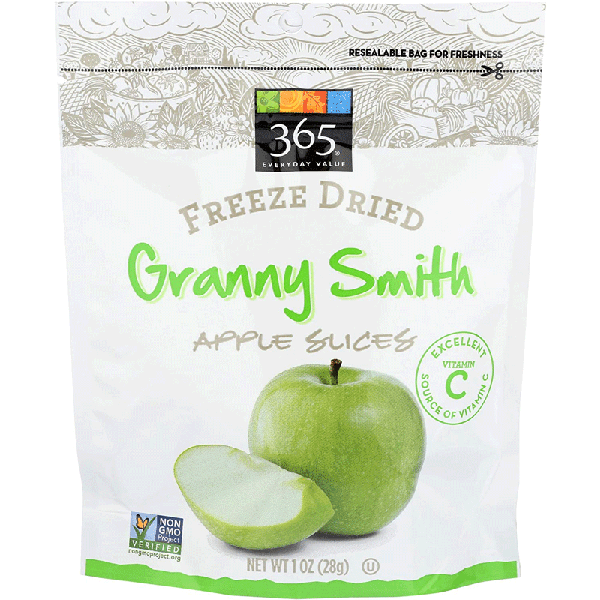 RESEALABLE BAG FOR FRESHNESS
365®
EVERYDAY VALUE
FREEZE DRIED
Granny Smith
APPLE SLICES
EXCELLENT
VITAMIN
C
SOURCE OF VITAMIN C
NON
GMO
Project
VERIFIED
nongmoproject.org
NET WT 1 OZ (28g) U